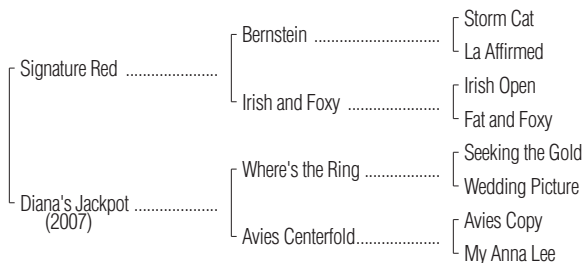 Storm Cat
Bernstein ..............................
La Affirmed
Signature Red ......................
Irish Open
Irish and Foxy ......................
Fat and Foxy
Seeking the Gold
Where's the Ring ..................
Wedding Picture
Diana's Jackpot ....................
(2007)
Avies Copy
Avies Centerfold....................
My Anna Lee